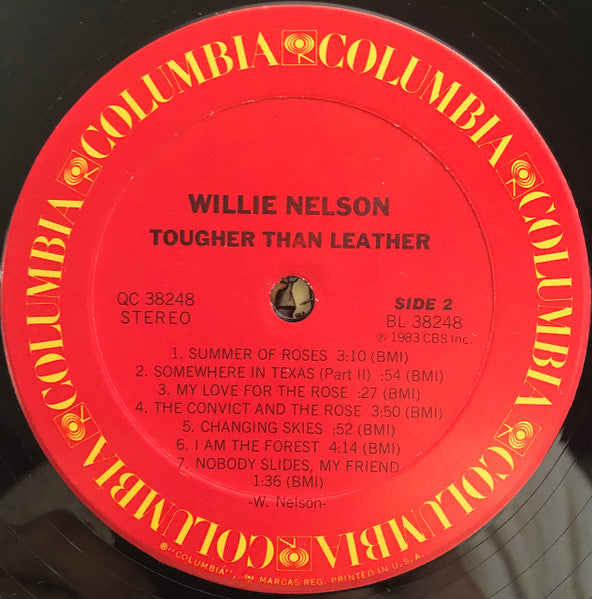 COLUMBIA COLUMBIA COLUMBIA COLUMBIA COLUMBIA COLUMBIA
WILLIE NELSON
TOUGHER THAN LEATHER
QC 38248
STEREO
SIDE 2
BL 38248
℗ 1983 CBS Inc.
1. SUMMER OF ROSES 3:10 (BMI)
2. SOMEWHERE IN TEXAS (Part II) :54 (BMI)
3. MY LOVE FOR THE ROSE :27 (BMI)
4. THE CONVICT AND THE ROSE 3:50 (BMI)
5. CHANGING SKIES :52 (BMI)
6. I AM THE FOREST 4:14 (BMI)
7. NOBODY SLIDES, MY FRIEND
1:36 (BMI)
-W. Nelson-
®"COLUMBIA", MARCAS REG. PRINTED IN U.S.A.